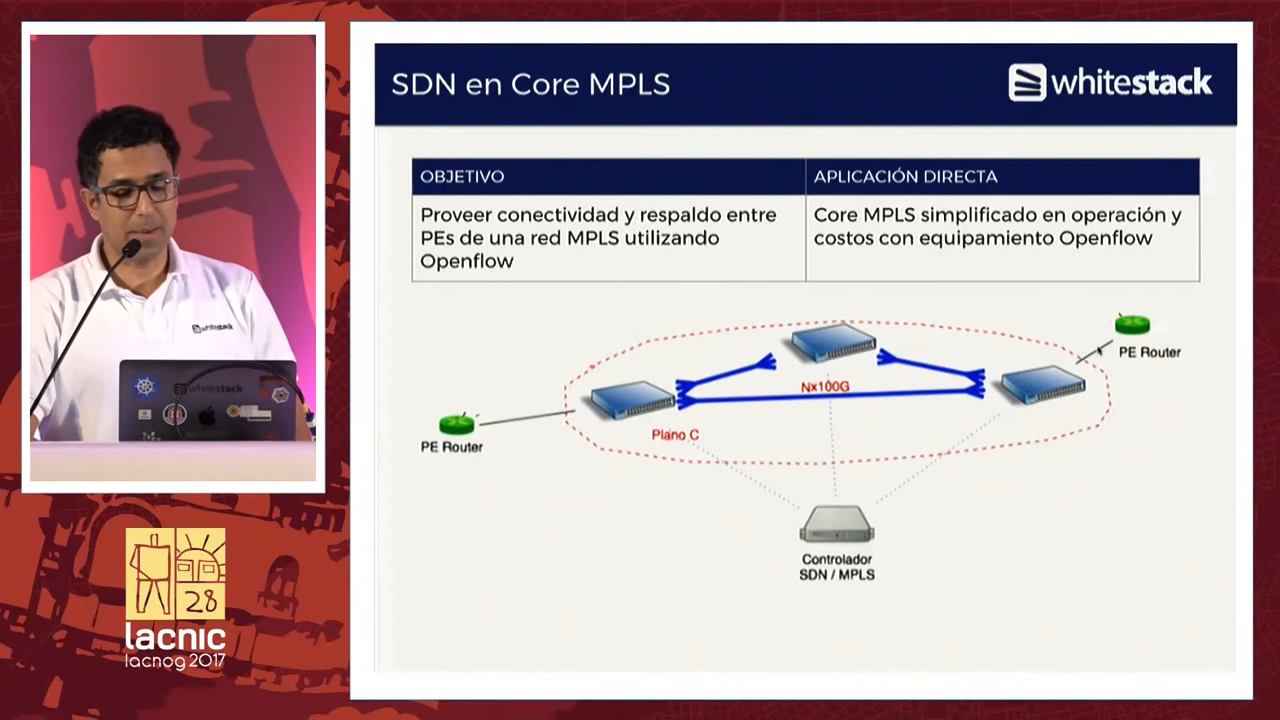 SDN en Core MPLS
whitestack
OBJETIVO
APLICACIÓN DIRECTA
Proveer conectividad y respaldo entre
PEs de una red MPLS utilizando
Openflow
Core MPLS simplificado en operación y
costos con equipamiento Openflow
PE Router
Nx100G
PE Router
Plano C
Controlador
SDN / MPLS
whitestack
whitestack
28
lacnic
lacnog 2017